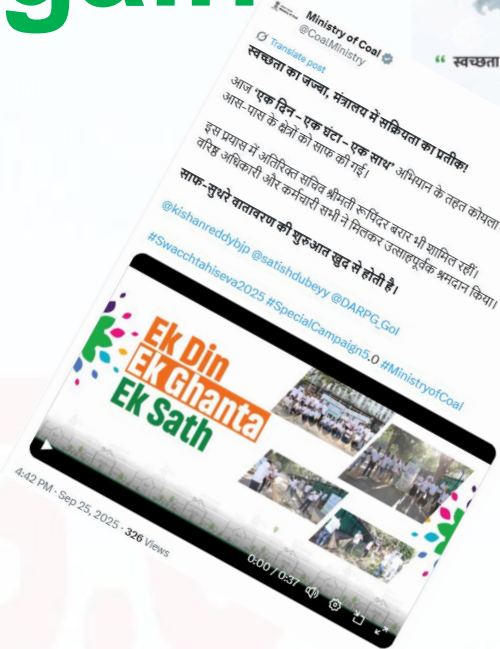 gain
“ स्वच्छता
Ministry of Coal
@CoalMinistry
Translate post
स्वच्छता का जज्बा, मंत्रालय में सक्रियता का प्रतीक!
आज 'एक दिन – एक घंटा – एक साथ' अभियान के तहत कोयला
आस-पास के क्षेत्रों को साफ की गई।
इस प्रयास में अतिरिक्त सचिव श्रीमती रूपिंदर बरार भी शामिल रहीं।
वरिष्ठ अधिकारी और कर्मचारी सभी ने मिलकर उत्साहपूर्वक श्रमदान किया।
साफ-सुथरे वातावरण की शुरुआत खुद से होती है।
@kishanreddybjp @satishdubeyy @DARPG_GoI
#Swacchtahiseva2025 #SpecialCampaign5.0 #MinistryofCoal
Ek Din
Ek Ghanta
Ek Sath
0:00 / 0:37
4:42 PM · Sep 25, 2025 · 326 Views